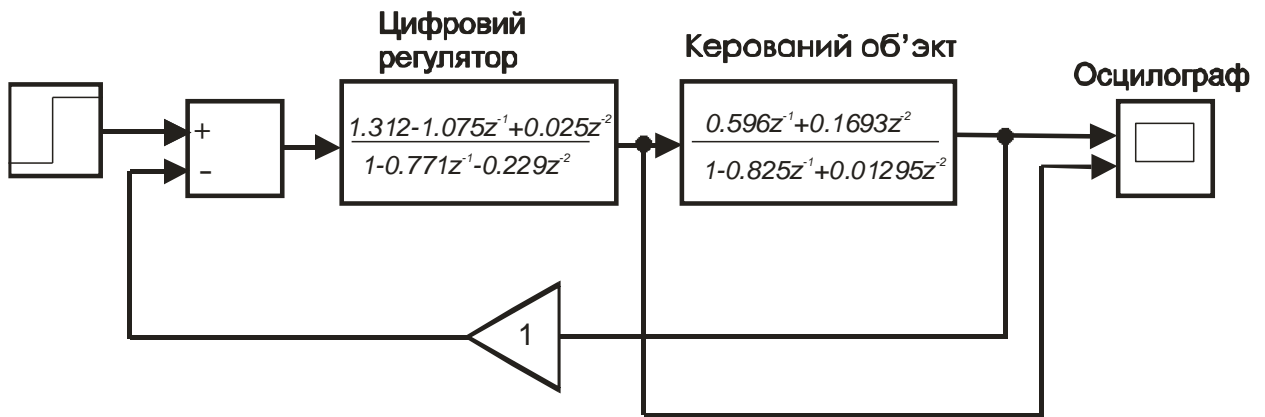 Цифровий
регулятор
Керований об’экт
Осцилограф
+
-
1.312-1.075z⁻¹+0.025z⁻²
1-0.771z⁻¹-0.229z⁻²
0.596z⁻¹+0.1693z⁻²
1-0.825z⁻¹+0.01295z⁻²
1